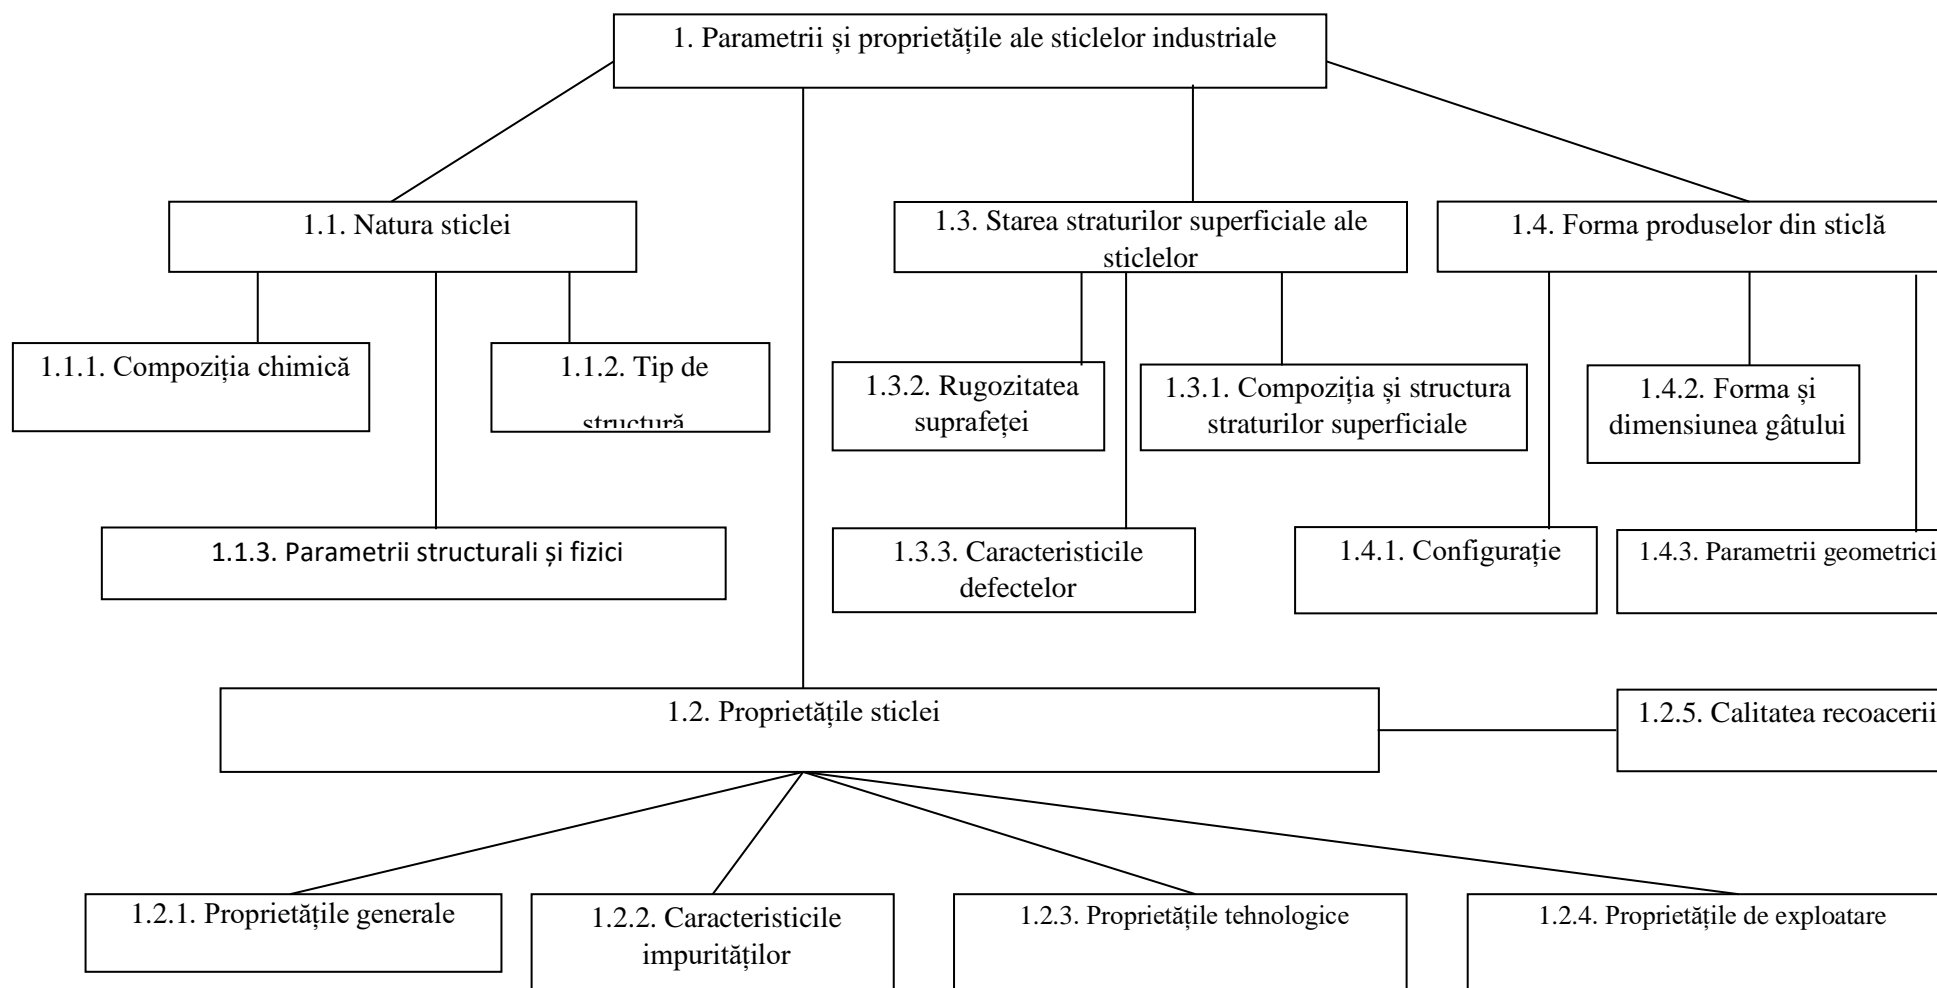 1. Parametrii și proprietățile ale sticlelor industriale
1.1. Natura sticlei
1.3. Starea straturilor superficiale ale
sticlelor
1.4. Forma produselor din sticlă
1.1.1. Compoziția chimică
1.1.2. Tip de
structură
1.3.2. Rugozitatea
suprafeței
1.3.1. Compoziția și structura
straturilor superficiale
1.4.2. Forma și
dimensiunea gâtului
1.1.3. Parametrii structurali și fizici
1.3.3. Caracteristicile
defectelor
1.4.1. Configurație
1.4.3. Parametrii geometrici
1.2. Proprietățile sticlei
1.2.5. Calitatea recoacerii
1.2.1. Proprietățile generale
1.2.2. Caracteristicile
impurităților
1.2.3. Proprietățile tehnologice
1.2.4. Proprietățile de exploatare